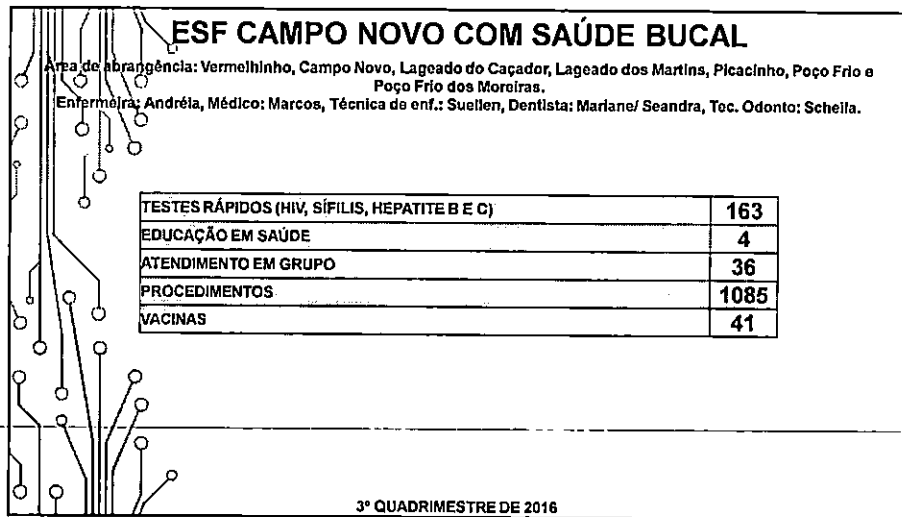 ESF CAMPO NOVO COM SAÚDE BUCAL
Área de abrangência: Vermelhinho, Campo Novo, Lageado do Caçador, Lageado dos Martins, Picacinho, Poço Frio e
Poço Frio dos Moreiras.
Enfermeira: Andréia, Médico: Marcos, Técnica de enf.: Suellen, Dentista: Mariane/ Seandra, Tec. Odonto: Scheila.
TESTES RÁPIDOS (HIV, SÍFILIS, HEPATITE B E C) 163
EDUCAÇÃO EM SAÚDE 4
ATENDIMENTO EM GRUPO 36
PROCEDIMENTOS 1085
VACINAS 41
3º QUADRIMESTRE DE 2016